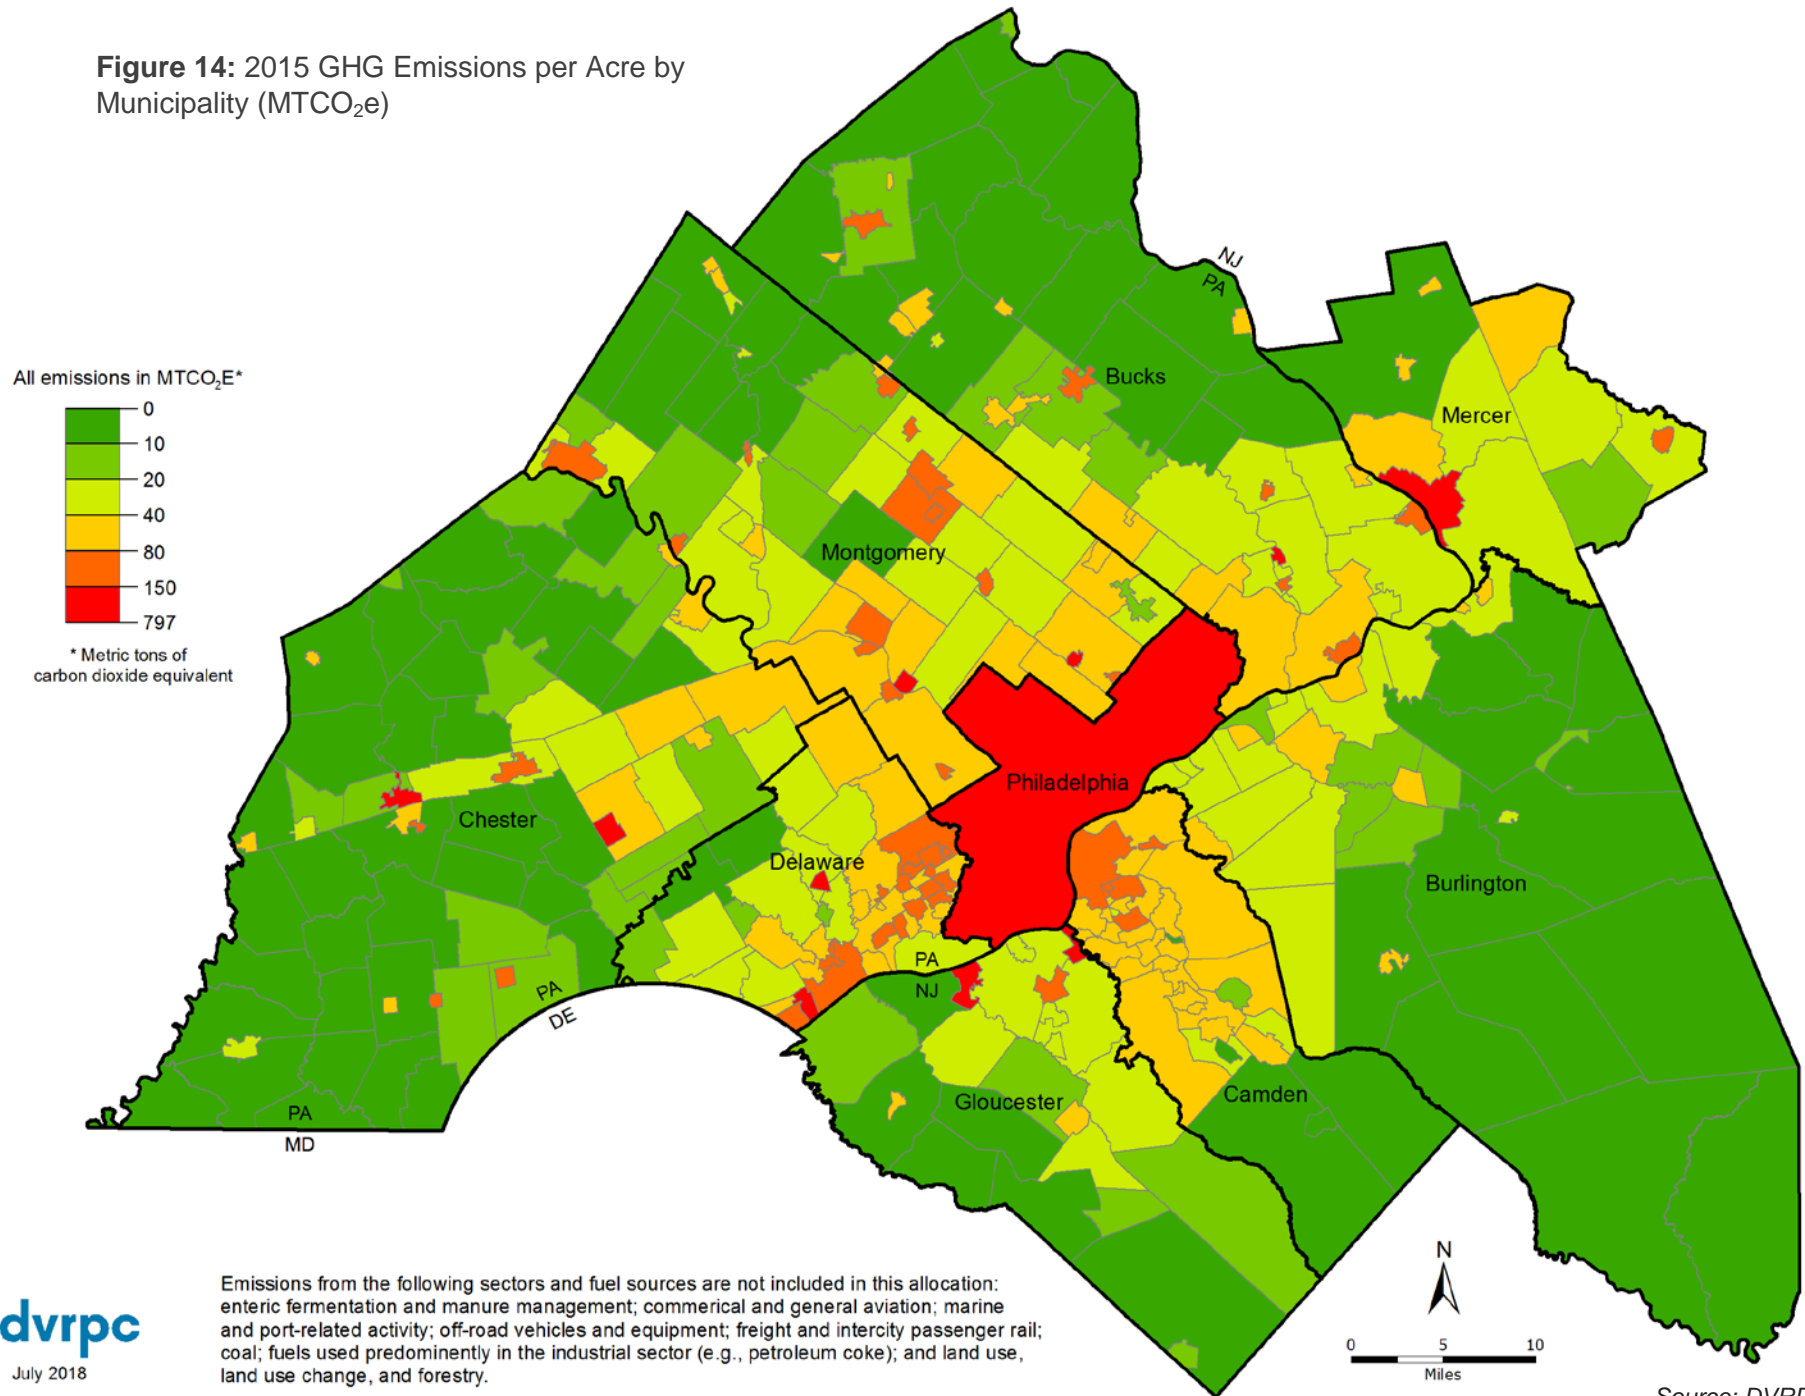 Figure 14: 2015 GHG Emissions per Acre by
Municipality (MTCO₂e)
All emissions in MTCO₂E*
0
10
20
40
80
150
797
* Metric tons of
carbon dioxide equivalent
NJ
PA
Bucks
Mercer
Montgomery
Philadelphia
Chester
Delaware
Burlington
PA
NJ
PA
DE
Gloucester
Camden
PA
MD
N
0 5 10
Miles
dvrpc
July 2018
Emissions from the following sectors and fuel sources are not included in this allocation:
enteric fermentation and manure management; commerical and general aviation; marine
and port-related activity; off-road vehicles and equipment; freight and intercity passenger rail;
coal; fuels used predominently in the industrial sector (e.g., petroleum coke); and land use,
land use change, and forestry.
Source: